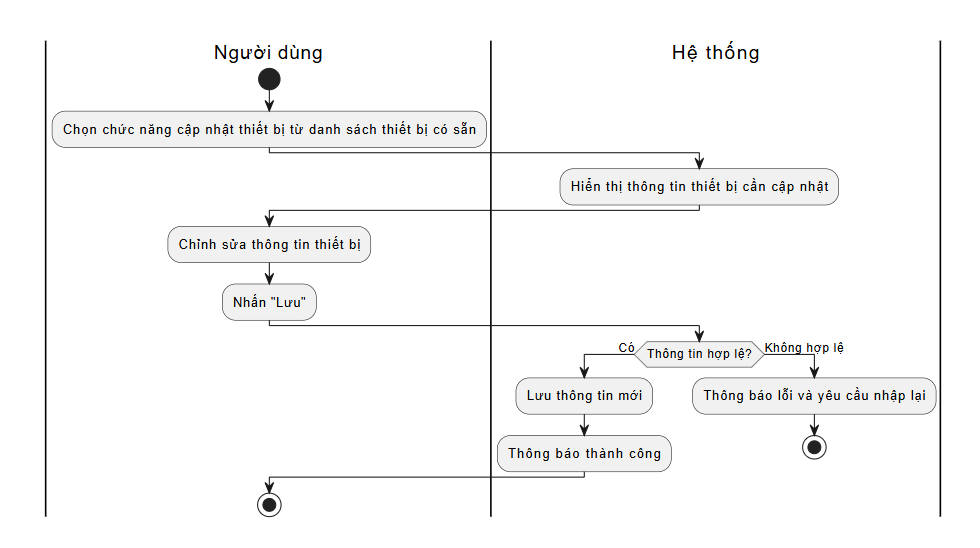 Người dùng
Hệ thống
Chọn chức năng cập nhật thiết bị từ danh sách thiết bị có sẵn
Hiển thị thông tin thiết bị cần cập nhật
Chỉnh sửa thông tin thiết bị
Nhấn "Lưu"
Có
Thông tin hợp lệ?
Không hợp lệ
Lưu thông tin mới
Thông báo lỗi và yêu cầu nhập lại
Thông báo thành công